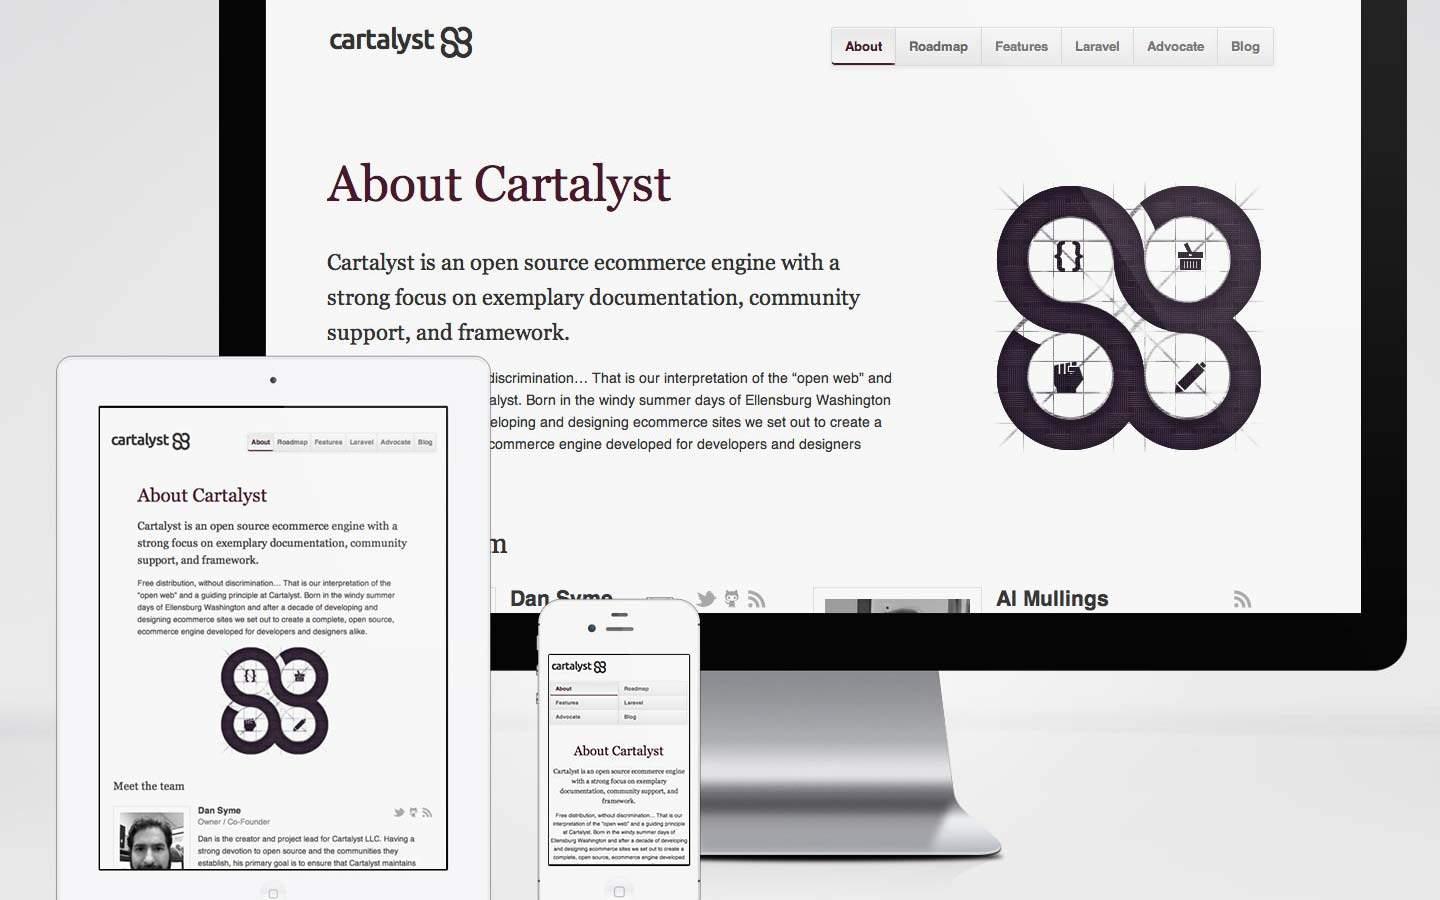 cartalyst
About Roadmap Features Laravel Advocate Blog
About Cartalyst
Cartalyst is an open source ecommerce engine with a
strong focus on exemplary documentation, community
support, and framework.
discrimination… That is our interpretation of the “open web” and
alyst. Born in the windy summer days of Ellensburg Washington
eloping and designing ecommerce sites we set out to create a
commerce engine developed for developers and designers
m
Dan Syme
Al Mullings
cartalyst
About Roadmap Features Laravel Advocate Blog
About Cartalyst
Cartalyst is an open source ecommerce engine with a
strong focus on exemplary documentation, community
support, and framework.
Free distribution, without discrimination… That is our interpretation of the
“open web” and a guiding principle at Cartalyst. Born in the windy summer
days of Ellensburg Washington and after a decade of developing and
designing ecommerce sites we set out to create a complete, open source,
ecommerce engine developed for developers and designers alike.
Meet the team
Dan Syme
Owner / Co-Founder
Dan is the creator and project lead for Cartalyst LLC. Having a
strong devotion to open source and the communities they
establish, his primary goal is to ensure that Cartalyst maintains
cartalyst
About Roadmap
Features Laravel
Advocate Blog
About Cartalyst
Cartalyst is an open source ecommerce engine
with a strong focus on exemplary
documentation, community support, and
framework.
Free distribution, without discrimination… That is our
interpretation of the “open web” and a guiding principle
at Cartalyst. Born in the windy summer days of
Ellensburg Washington and after a decade of developing
and designing ecommerce sites we set out to create a
complete, open source, ecommerce engine developed